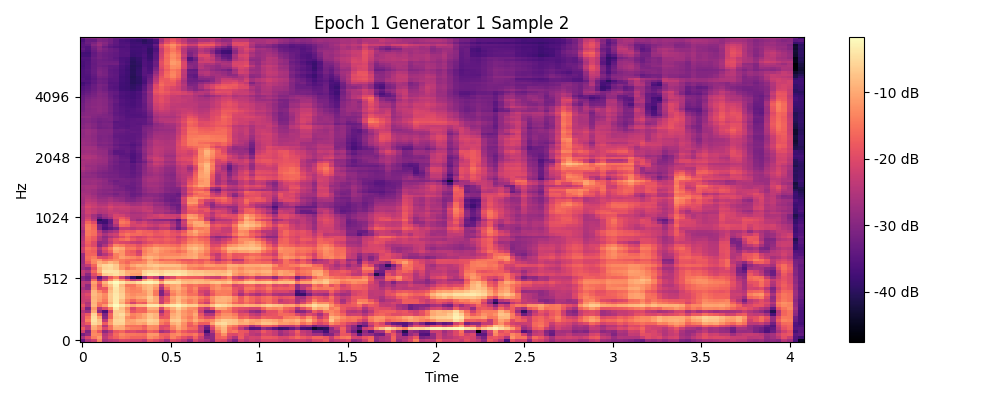 Epoch 1 Generator 1 Sample 2
Hz
4096
2048
1024
512
0
0 0.5 1 1.5 2 2.5 3 3.5 4
Time
-10 dB
-20 dB
-30 dB
-40 dB